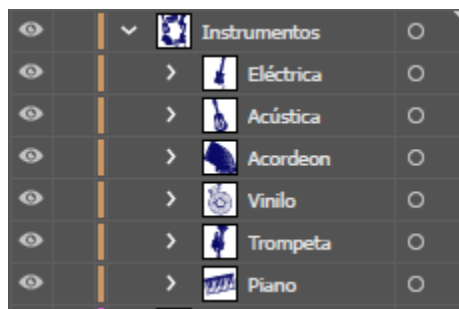 Instrumentos
Eléctrica
Acústica
Acordeon
Vinilo
Trompeta
Piano